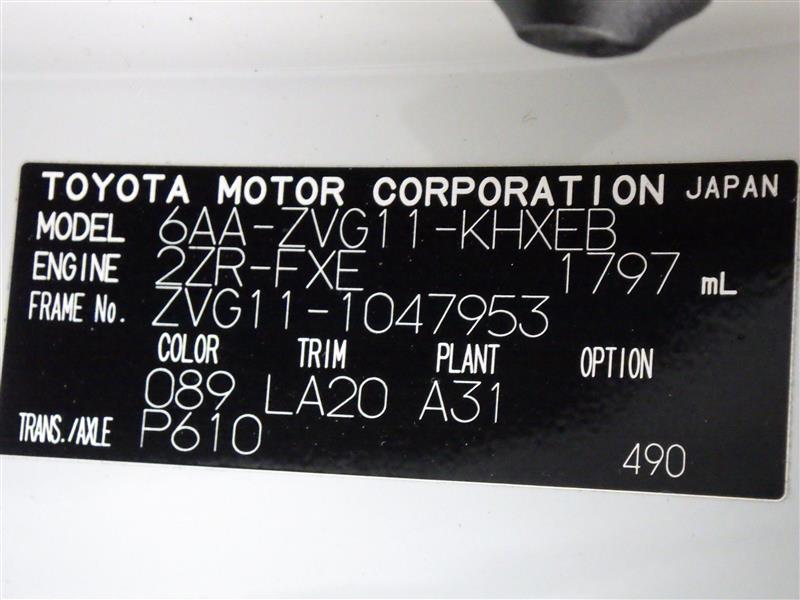 TOYOTA MOTOR CORPORATION JAPAN
MODEL 6AA-ZVG11-KHXEB
ENGINE 2ZR-FXE 1797 mL
FRAME No. ZVG11-1047953
COLOR TRIM PLANT OPTION
089 LA20 A31
TRANS./AXLE P610
490